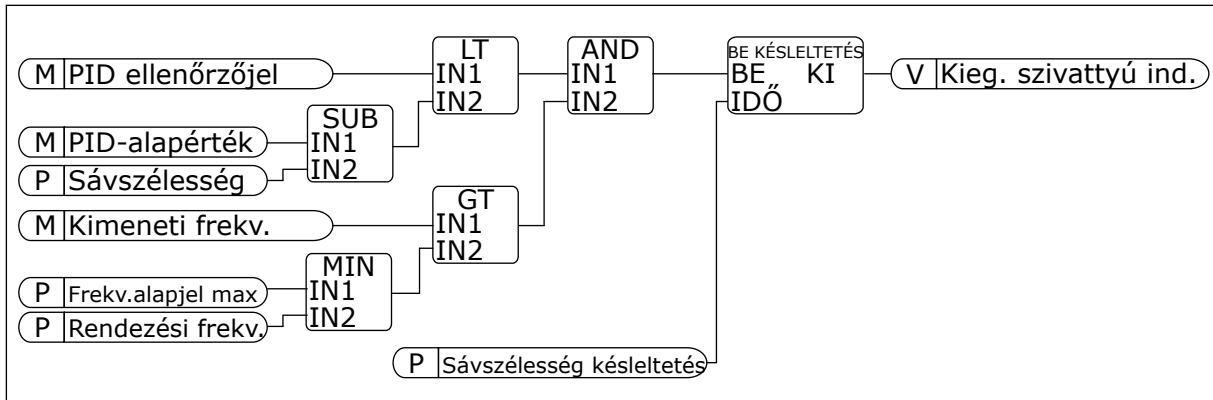 LT
AND
BE KÉSLELTETÉS
M PID ellenőrzőjel
IN1
IN2
IN1
IN2
BE KI
IDŐ
V Kieg. szivattyú ind.
SUB
M PID-alapérték
IN1
IN2
P Sávszélesség
GT
M Kimeneti frekv.
IN1
IN2
MIN
P Frekv.alapjel max
IN1
IN2
P Rendezési frekv.
P Sávszélesség késleltetés